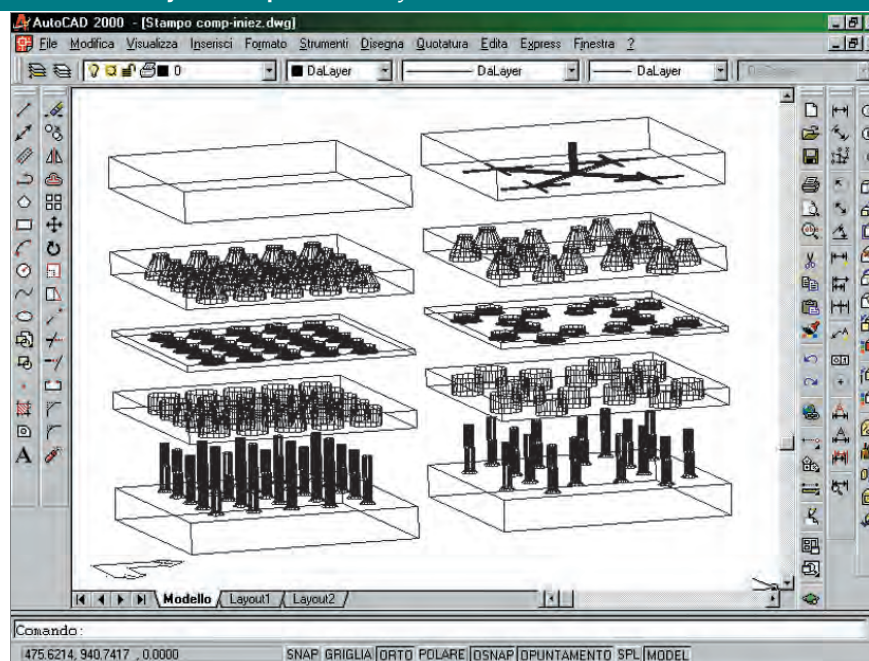 AutoCAD 2000 - [Stampo comp-iniez.dwg]
File Modifica Visualizza Inserisci Formato Strumenti Disegna Quotatura Edita Express Finestra ?
0 DaLayer DaLayer DaLayer
A
Modello Layout1 Layout2
Comando:
475.6214, 940.7417 , 0.0000 SNAP GRIGLIA ORTO POLARE OSNAP OPUNTAMENTO SPL MODEL